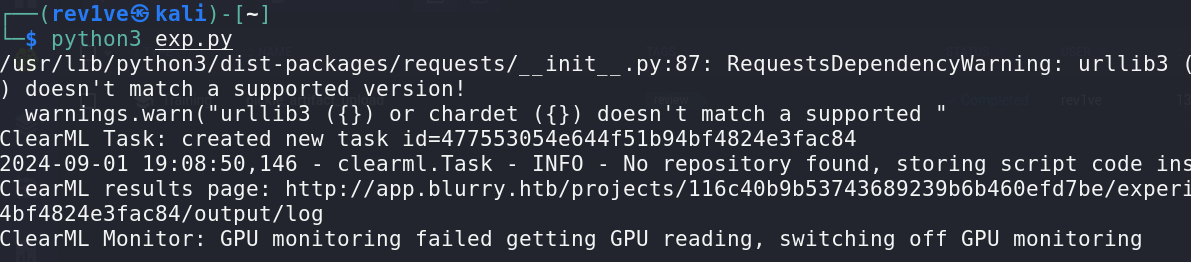 ┌──(rev1ve㉿kali)-[~]
└─$ python3 exp.py
/usr/lib/python3/dist-packages/requests/__init__.py:87: RequestsDependencyWarning: urllib3 (
) doesn't match a supported version!
  warnings.warn("urllib3 ({}) or chardet ({}) doesn't match a supported "
ClearML Task: created new task id=477553054e644f51b94bf4824e3fac84
2024-09-01 19:08:50,146 - clearml.Task - INFO - No repository found, storing script code ins
ClearML results page: http://app.blurry.htb/projects/116c40b9b53743689239b6b460efd7be/experi
4bf4824e3fac84/output/log
ClearML Monitor: GPU monitoring failed getting GPU reading, switching off GPU monitoring